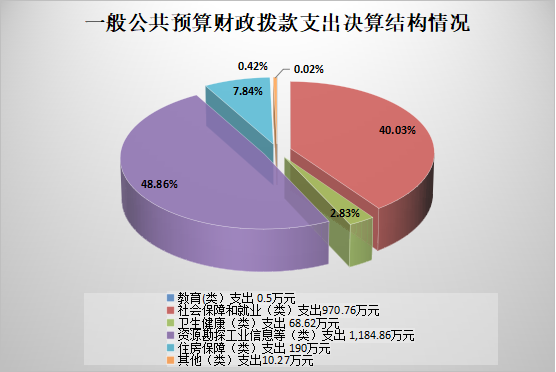 一般公共预算财政拨款支出决算结构情况
0.42%
0.02%
7.84%
40.03%
48.86%
2.83%
教育(类）支出 0.5万元
社会保障和就业（类）支出970.76万元
卫生健康（类）支出 68.62万元
资源勘探工业信息等（类）支出 1,184.86万元
住房保障（类）支出 190万元
其他（类）支出10.27万元